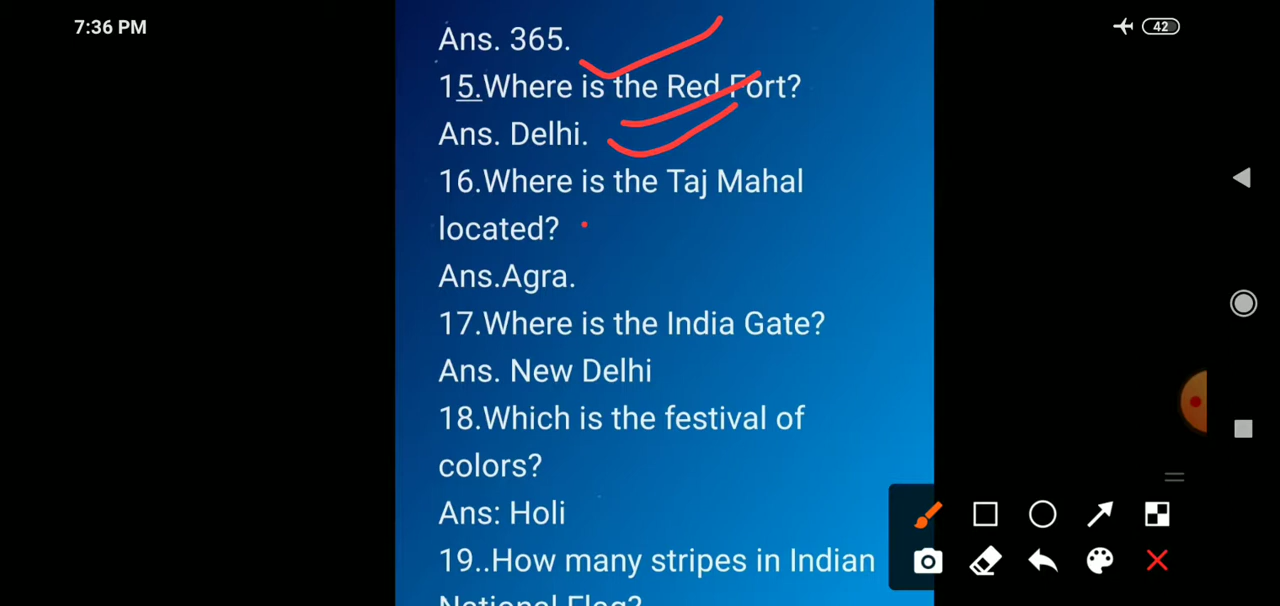 7:36 PM
42
Ans. 365.
15.Where is the Red Fort?
Ans. Delhi.
16.Where is the Taj Mahal
located?
Ans.Agra.
17.Where is the India Gate?
Ans. New Delhi
18.Which is the festival of
colors?
Ans: Holi
19..How many stripes in Indian
National Flag?